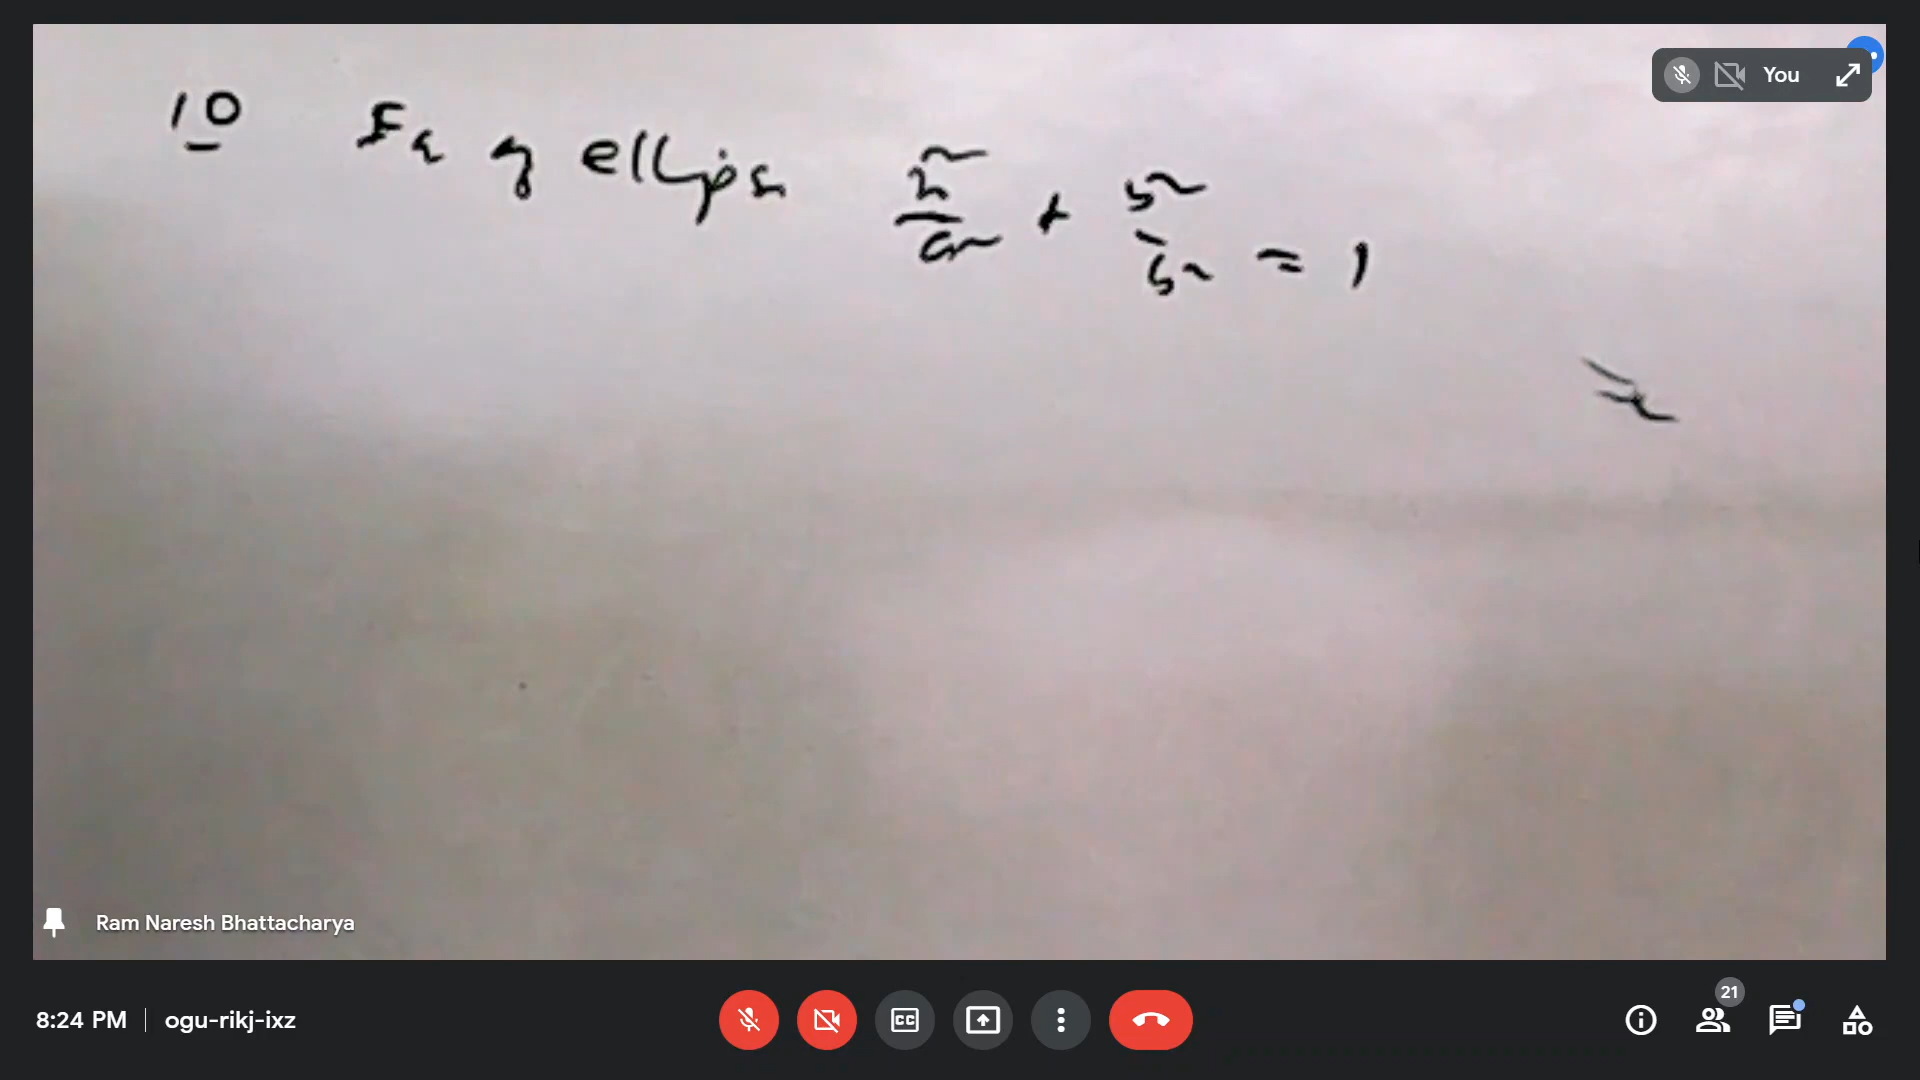 10 Eq of ellipse x²/a² + y²/b² = 1
You
Ram Naresh Bhattacharya
8:24 PM | ogu-rikj-ixz
CC
21